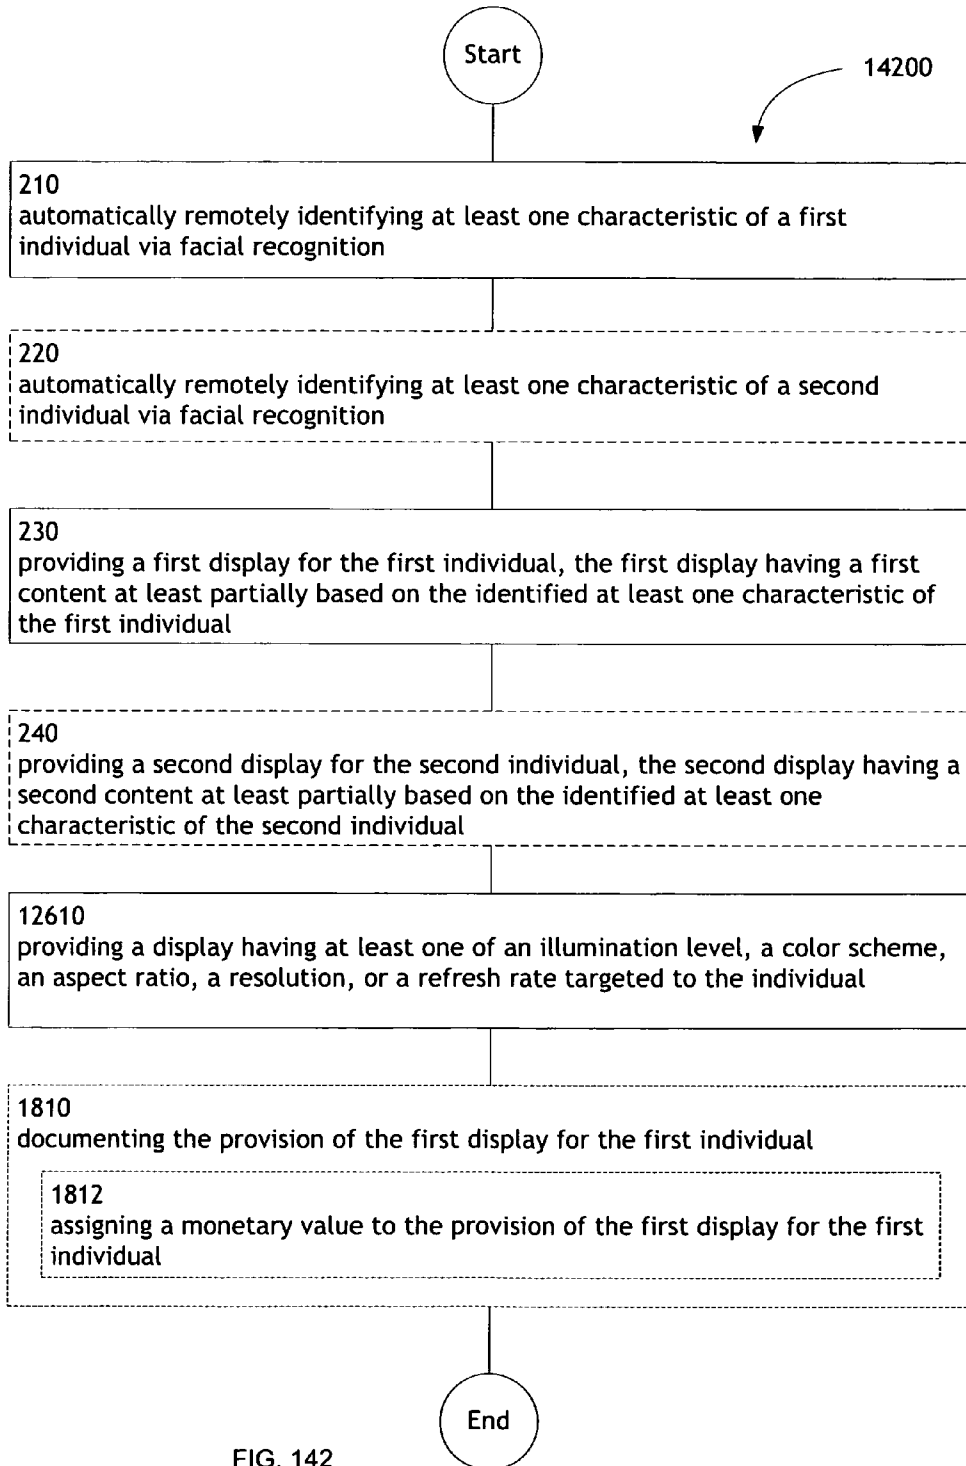 Start
14200
210
automatically remotely identifying at least one characteristic of a first
individual via facial recognition
220
automatically remotely identifying at least one characteristic of a second
individual via facial recognition
230
providing a first display for the first individual, the first display having a first
content at least partially based on the identified at least one characteristic of
the first individual
240
providing a second display for the second individual, the second display having a
second content at least partially based on the identified at least one
characteristic of the second individual
12610
providing a display having at least one of an illumination level, a color scheme,
an aspect ratio, a resolution, or a refresh rate targeted to the individual
1810
documenting the provision of the first display for the first individual
1812
assigning a monetary value to the provision of the first display for the first
individual
End
FIG. 142